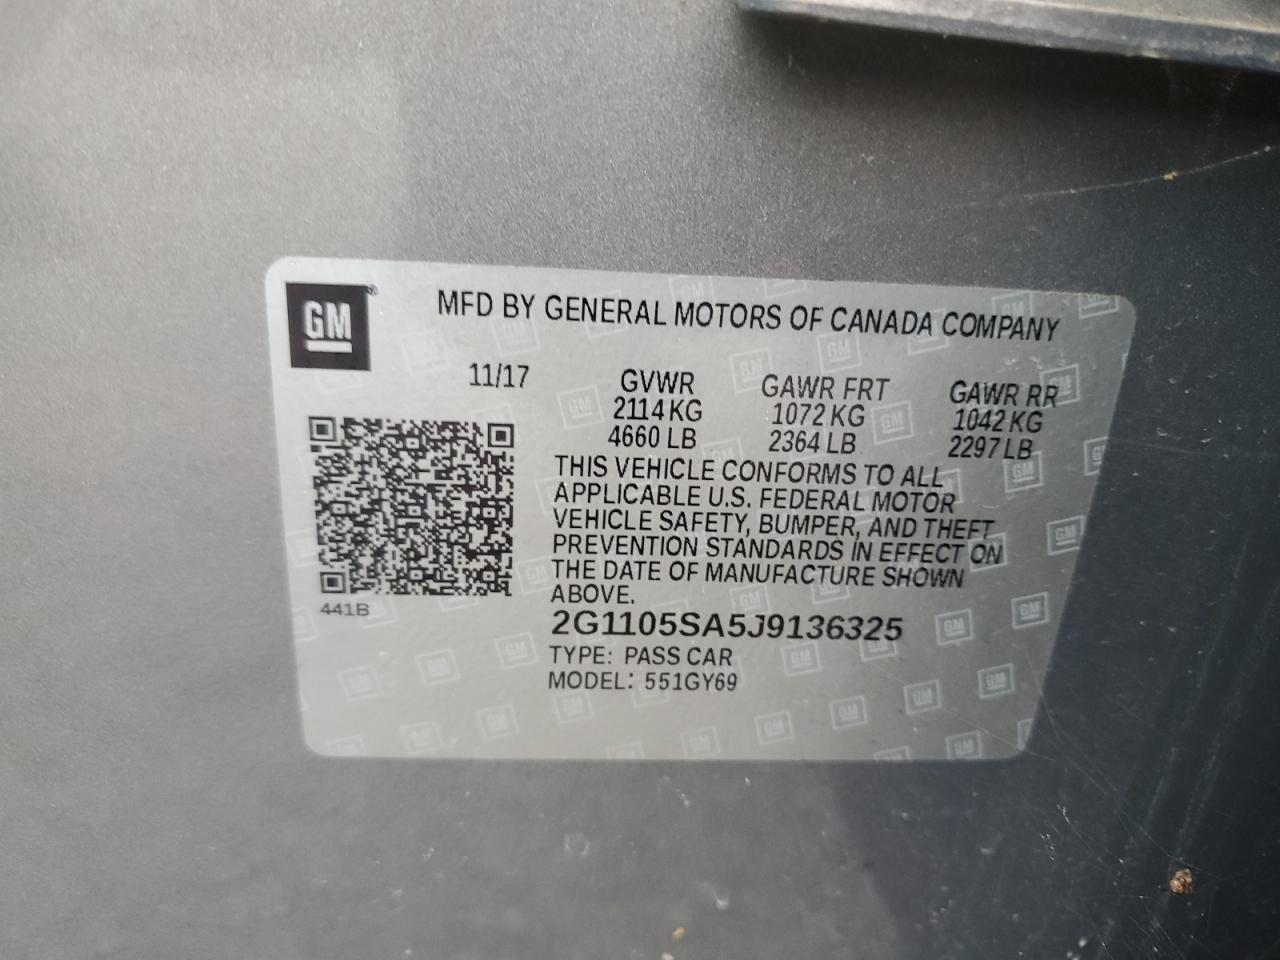 GM
MFD BY GENERAL MOTORS OF CANADA COMPANY
11/17
GVWR GAWR FRT GAWR RR
2114 KG 1072 KG 1042 KG
4660 LB 2364 LB 2297 LB
THIS VEHICLE CONFORMS TO ALL
APPLICABLE U.S. FEDERAL MOTOR
VEHICLE SAFETY, BUMPER, AND THEFT
PREVENTION STANDARDS IN EFFECT ON
THE DATE OF MANUFACTURE SHOWN
ABOVE.
441B
2G1105SA5J9136325
TYPE: PASS CAR
MODEL: 551GY69